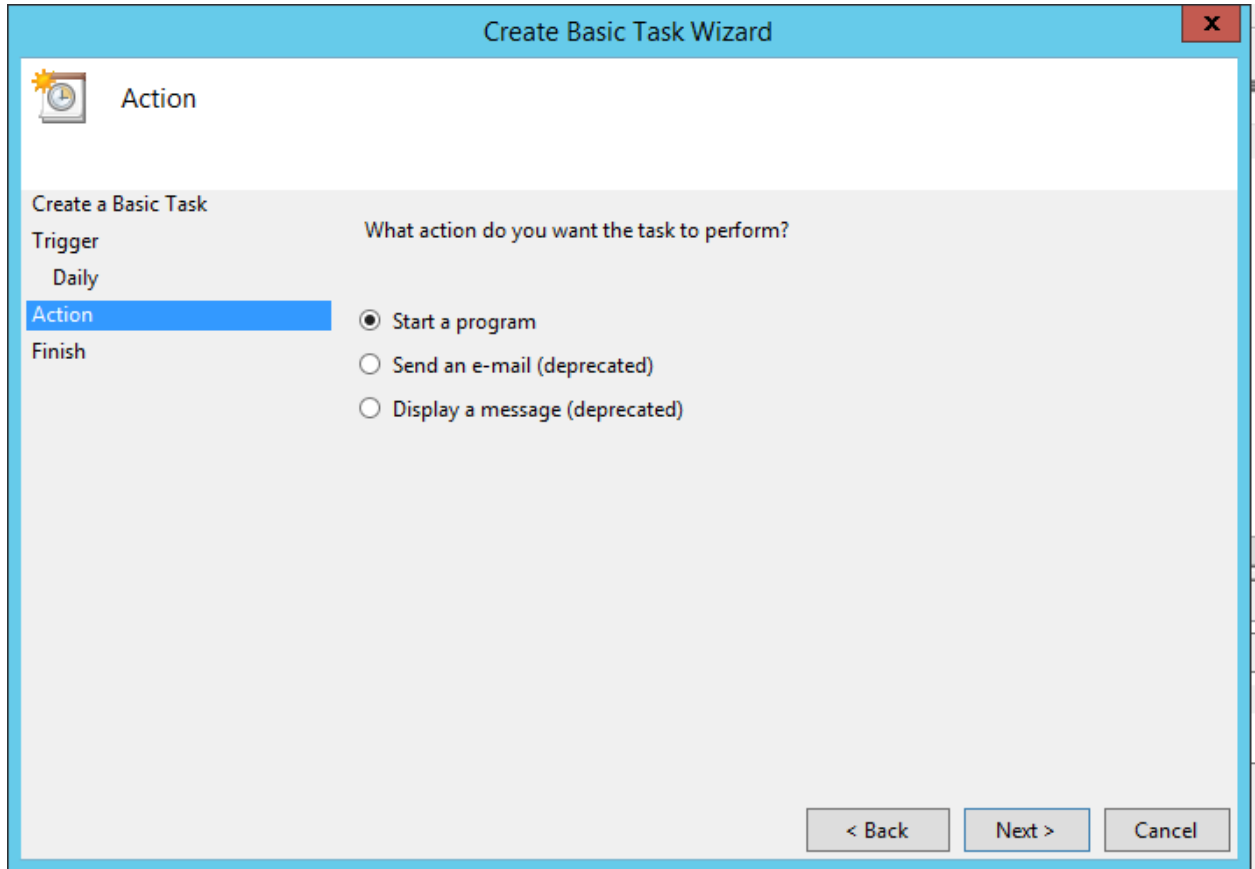 Create Basic Task Wizard
x
Action
Create a Basic Task
Trigger
Daily
Action
Finish
What action do you want the task to perform?
Start a program
Send an e-mail (deprecated)
Display a message (deprecated)
< Back
Next >
Cancel